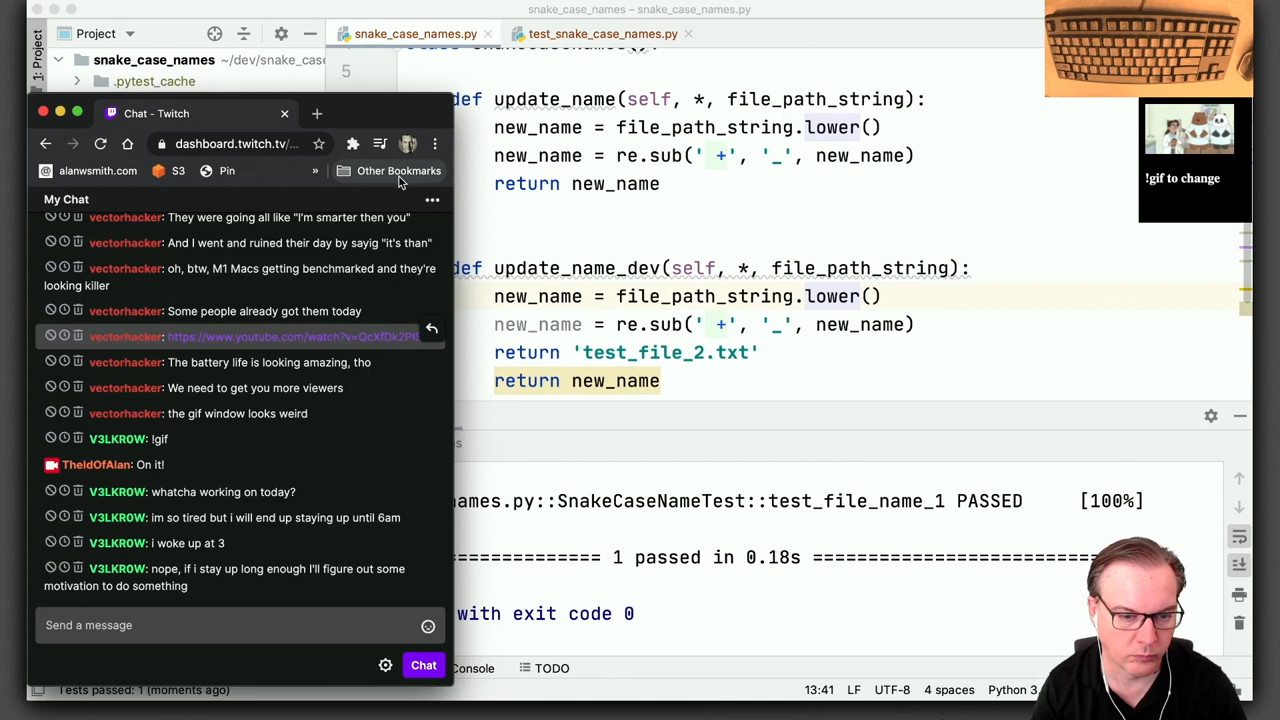 snake_case_names – snake_case_names.py
Project
snake_case_names.py
test_snake_case_names.py
1: Project
snake_case_names ~/dev/snake_cas
.pytest_cache
5
def update_name(self, *, file_path_string):
new_name = file_path_string.lower()
new_name = re.sub(' +', '_', new_name)
return new_name
def update_name_dev(self, *, file_path_string):
new_name = file_path_string.lower()
new_name = re.sub(' +', '_', new_name)
return 'test_file_2.txt'
return new_name
!gif to change
Chat - Twitch
dashboard.twitch.tv/...
alanwsmith.com
S3
Pin
»
Other Bookmarks
My Chat
vectorhacker: They were going all like "I'm smarter then you"
vectorhacker: And I went and ruined their day by sayig "it's than"
vectorhacker: oh, btw, M1 Macs getting benchmarked and they're
looking killer
vectorhacker: Some people already got them today
vectorhacker: https://www.youtube.com/watch?v=QcXfDk2Pl
vectorhacker: The battery life is looking amazing, tho
vectorhacker: We need to get you more viewers
vectorhacker: the gif window looks weird
V3LKR0W: !gif
TheIdOfAlan: On it!
V3LKR0W: whatcha working on today?
V3LKR0W: im so tired but i will end up staying up until 6am
V3LKR0W: i woke up at 3
V3LKR0W: nope, if i stay up long enough I'll figure out some
motivation to do something
Send a message
Chat
s
names.py::SnakeCaseNameTest::test_file_name_1 PASSED [100%]
============ 1 passed in 0.18s ======================
with exit code 0
Console
TODO
Tests passed: 1 (moments ago)
13:41 LF UTF-8 4 spaces Python 3.